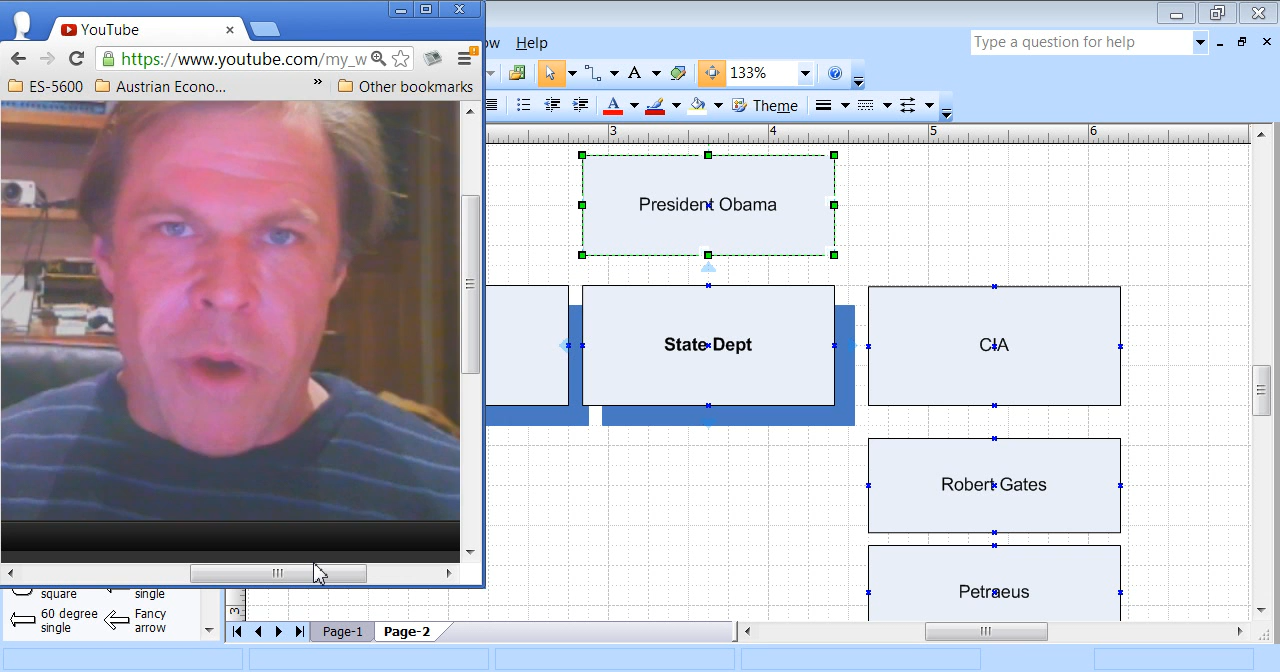 YouTube
https://www.youtube.com/my_w
ES-5600
Austrian Econo...
»
Other bookmarks
Help
Type a question for help
A
133%
A
Theme
3
4
5
6
President Obama
State Dept
CIA
Robert Gates
Petraeus
square
single
60 degree
single
Fancy
arrow
3
Page-1
Page-2